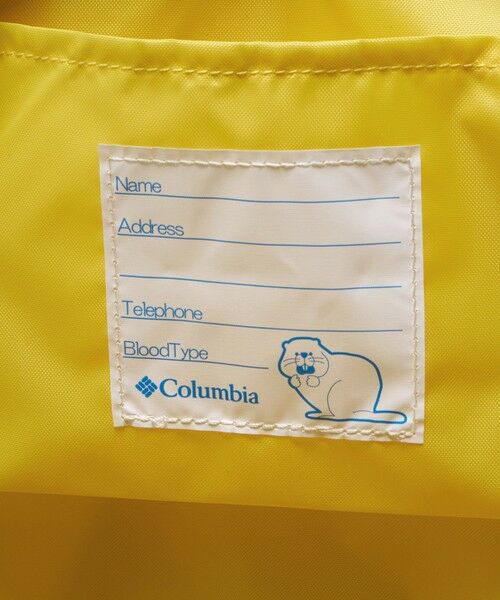 Name
Address
Telephone
BloodType
Columbia